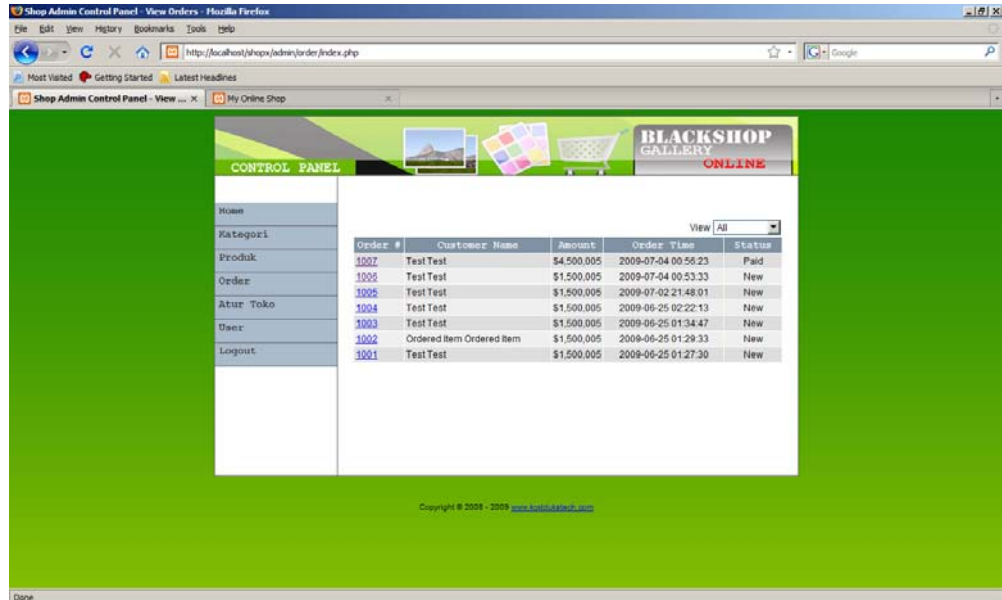 Shop Admin Control Panel - View Orders - Mozilla Firefox
File Edit View History Bookmarks Tools Help
http://localhost/shopx/admin/order/index.php
Google
Most Visited Getting Started Latest Headlines
Shop Admin Control Panel - View ... My Online Shop
CONTROL PANEL
BLACKSHOP
GALLERY
ONLINE
Home
Kategori
Produk
Order
Atur Toko
User
Logout
View All
Order # Customer Name Amount Order Time Status
1007 Test Test $4,500,005 2009-07-04 00:56:23 Paid
1006 Test Test $1,500,005 2009-07-04 00:53:33 New
1005 Test Test $1,500,005 2009-07-02 21:48:01 New
1004 Test Test $1,500,005 2009-06-25 02:22:13 New
1003 Test Test $1,500,005 2009-06-25 01:34:47 New
1002 Ordered Item Ordered Item $1,500,005 2009-06-25 01:29:33 New
1001 Test Test $1,500,005 2009-06-25 01:27:30 New
Copyright © 2008 - 2009
Done